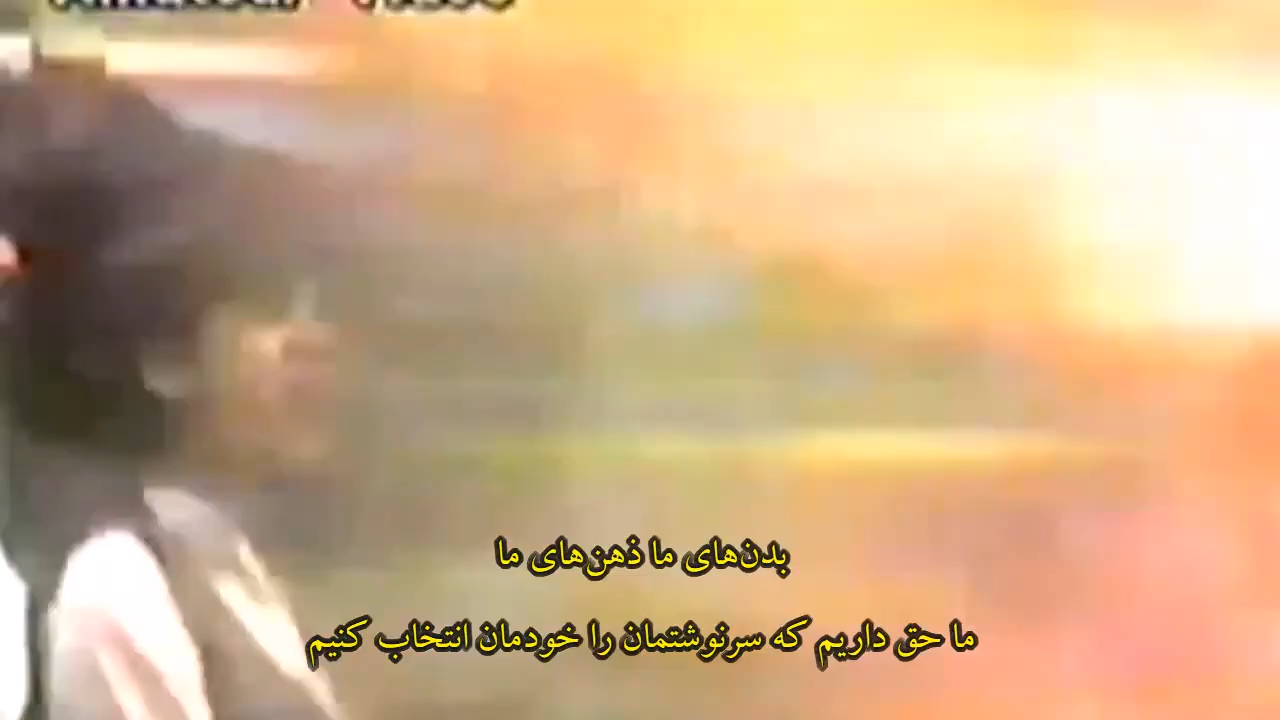 بدن‌های ما ذهن‌های ما
ما حق داریم که سرنوشتمان را خودمان انتخاب کنیم